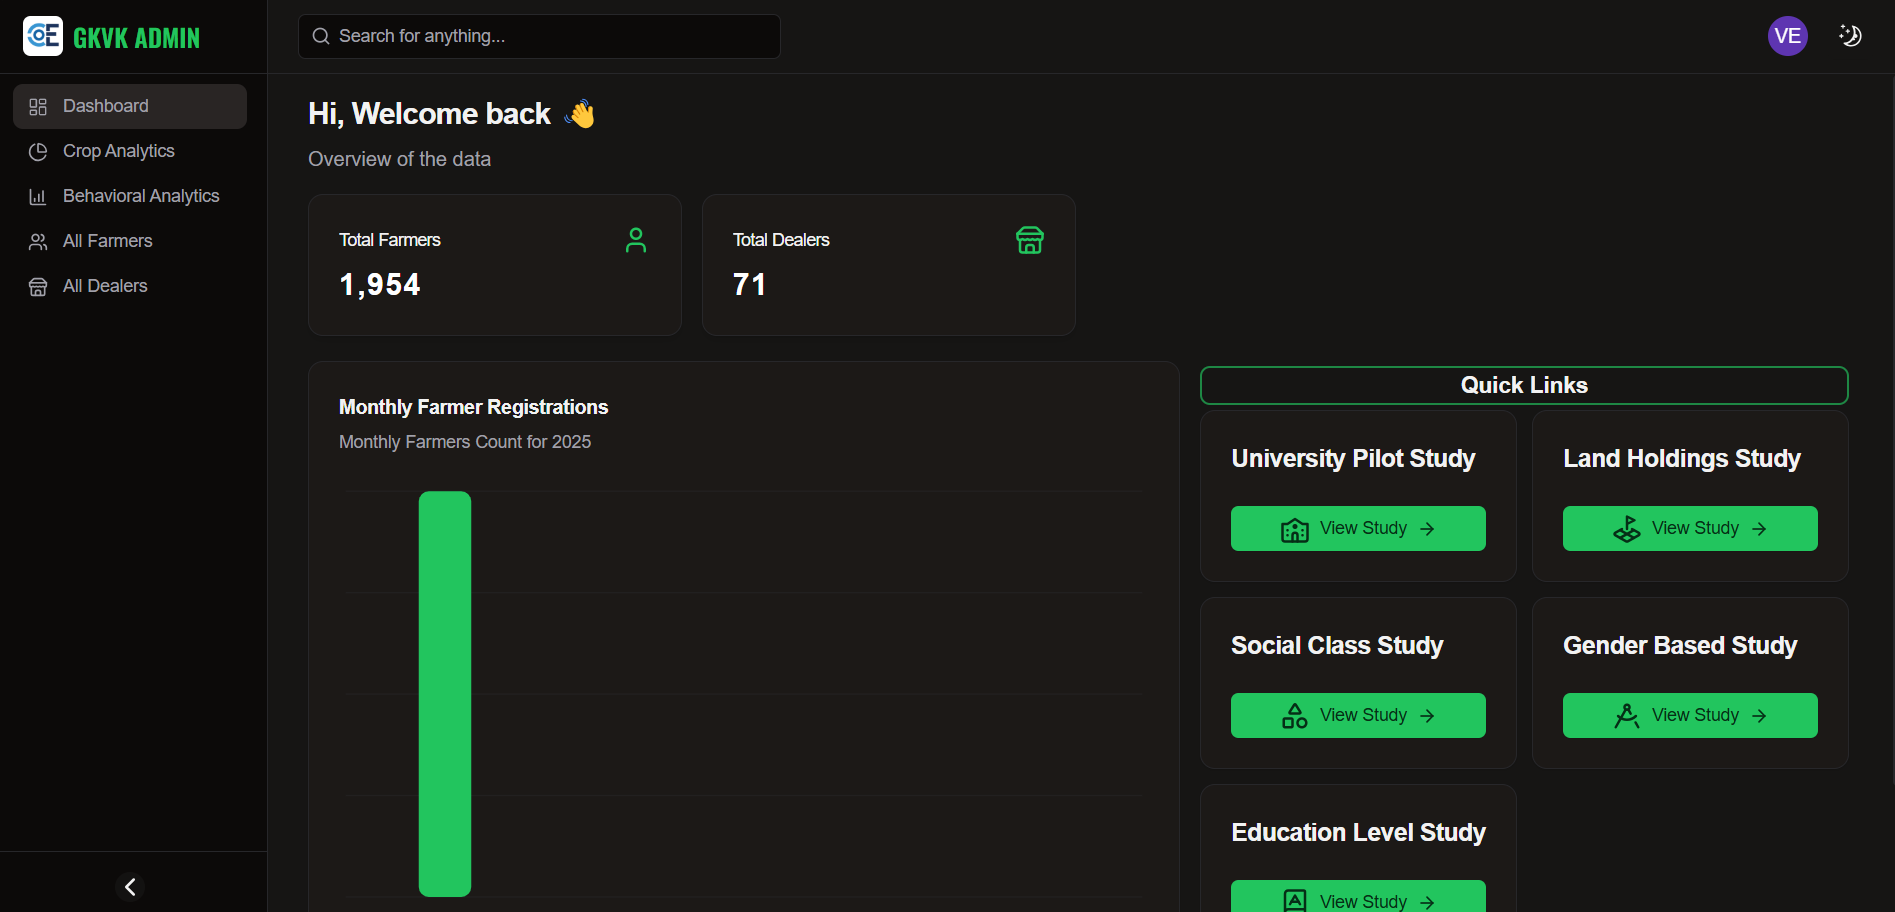 GKVK ADMIN
Search for anything...
VE
Dashboard
Crop Analytics
Behavioral Analytics
All Farmers
All Dealers
Hi, Welcome back 👋
Overview of the data
Total Farmers
1,954
Total Dealers
71
Monthly Farmer Registrations
Monthly Farmers Count for 2025
Quick Links
University Pilot Study
View Study →
Land Holdings Study
View Study →
Social Class Study
View Study →
Gender Based Study
View Study →
Education Level Study
View Study →